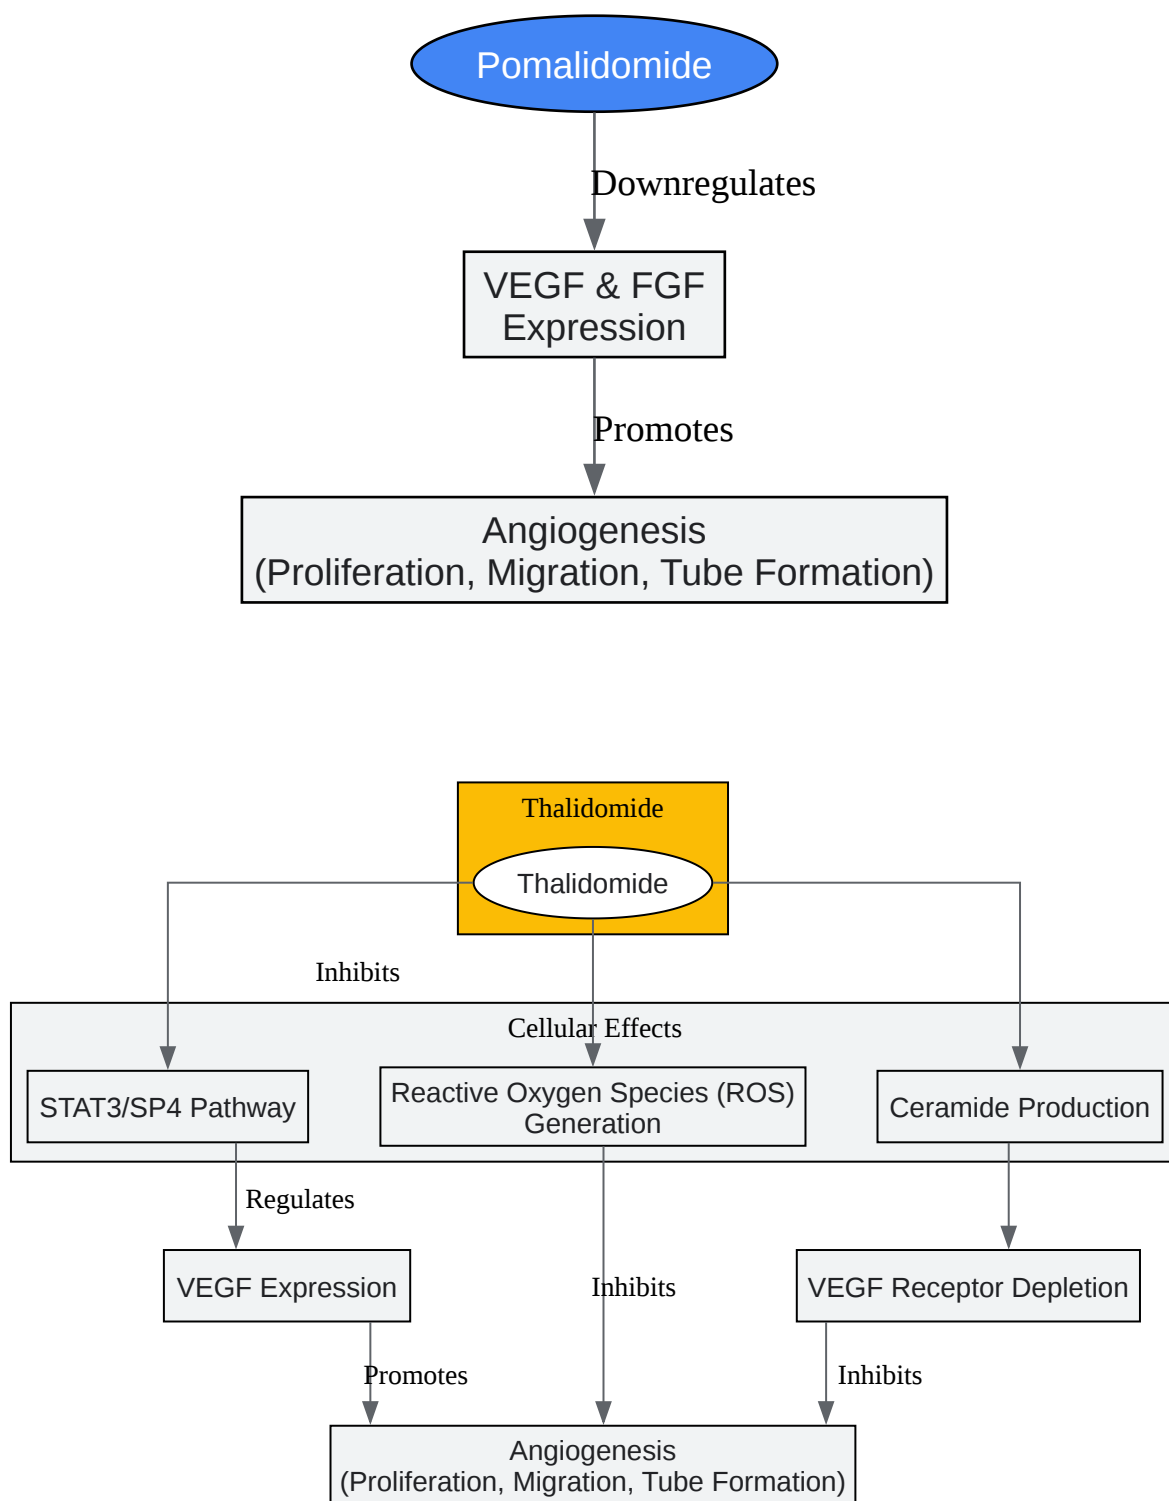 Pomalidomide
Downregulates
VEGF & FGF
Expression
Promotes
Angiogenesis
(Proliferation, Migration, Tube Formation)
Thalidomide
Thalidomide
Inhibits
Cellular Effects
STAT3/SP4 Pathway
Reactive Oxygen Species (ROS)
Generation
Ceramide Production
Regulates
VEGF Expression
Inhibits
VEGF Receptor Depletion
Promotes
Inhibits
Angiogenesis
(Proliferation, Migration, Tube Formation)